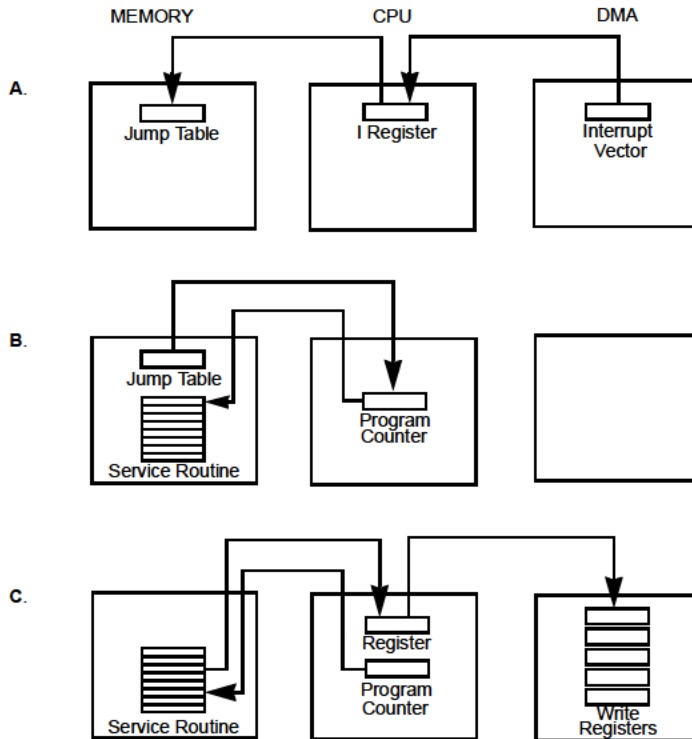 MEMORY CPU DMA
A.
Jump Table
I Register
Interrupt
Vector
B.
Jump Table
Service Routine
Program
Counter
C.
Service Routine
Register
Program
Counter
Write
Registers